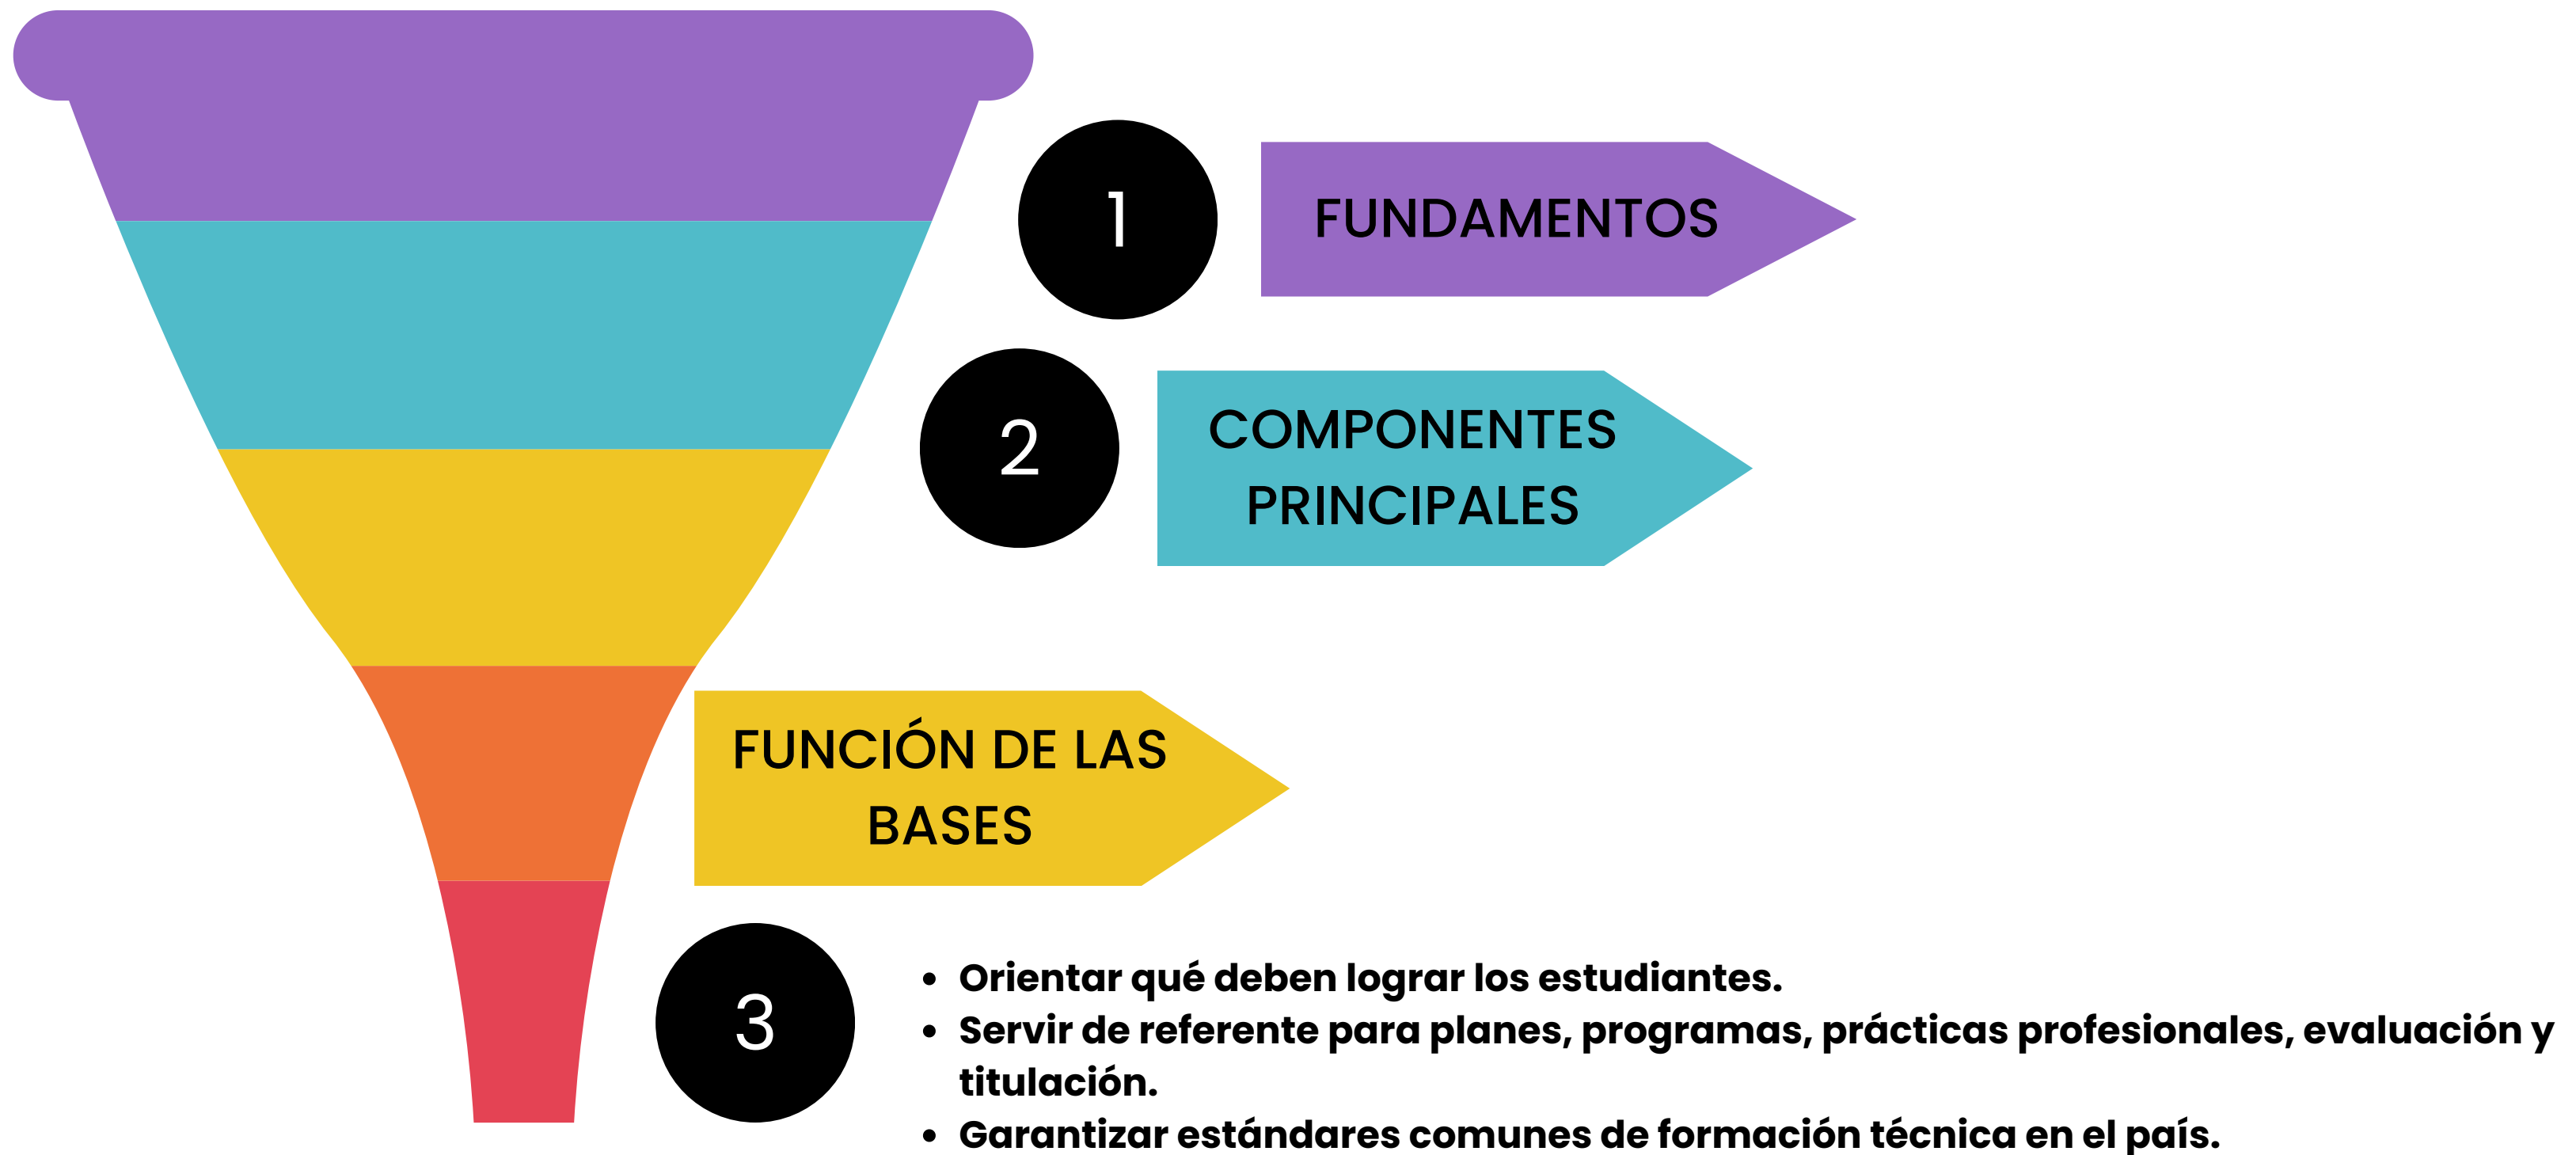 1
FUNDAMENTOS
2
COMPONENTES
PRINCIPALES
FUNCIÓN DE LAS
BASES
3
• Orientar qué deben lograr los estudiantes.
• Servir de referente para planes, programas, prácticas profesionales, evaluación y
titulación.
• Garantizar estándares comunes de formación técnica en el país.